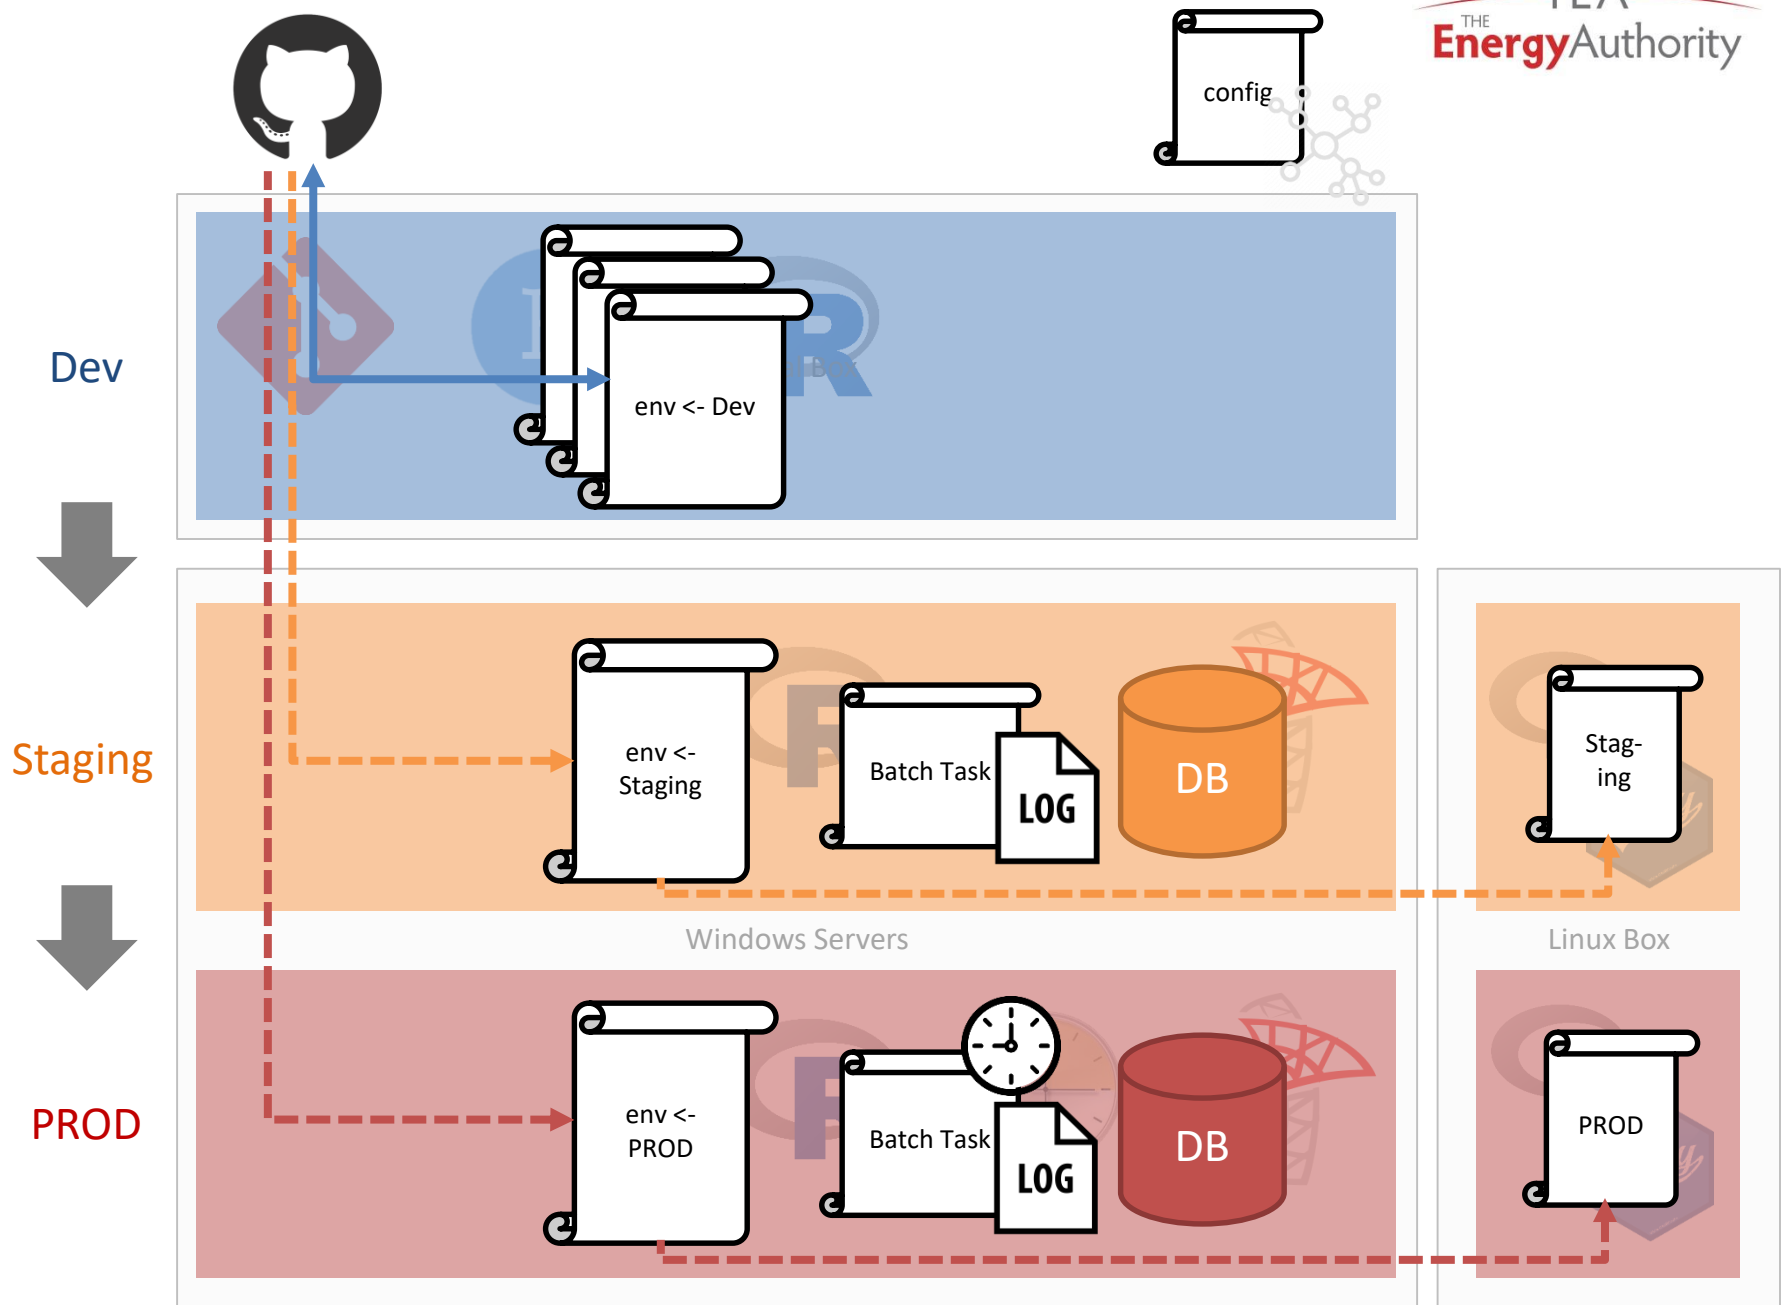 TEA
THE
EnergyAuthority
config
Dev
env <- Dev
Staging
env <-
Staging
Batch Task
LOG
DB
Stag-
ing
Windows Servers
Linux Box
PROD
env <-
PROD
Batch Task
LOG
DB
PROD